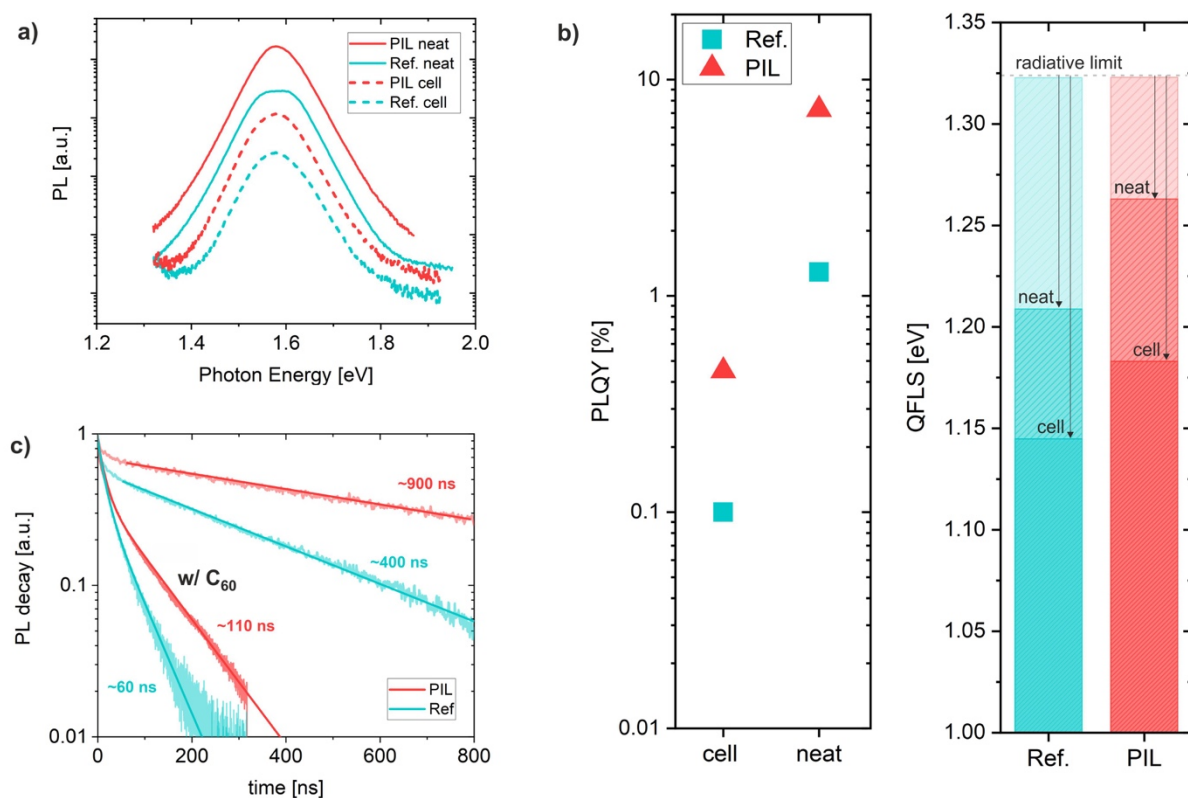 a)
PIL neat
Ref. neat
PIL cell
Ref. cell
PL [a.u.]
1.2
1.4
1.6
1.8
2.0
Photon Energy [eV]
b)
Ref.
PIL
10
1
0.1
0.01
PLQY [%]
cell
neat
1.35
1.30
1.25
1.20
1.15
1.10
1.05
1.00
QFLS [eV]
radiative limit
neat
cell
neat
cell
Ref.
PIL
c)
1
0.1
0.01
PL decay [a.u.]
~900 ns
~400 ns
w/ C₆₀
~110 ns
~60 ns
PIL
Ref
0
200
400
600
800
time [ns]